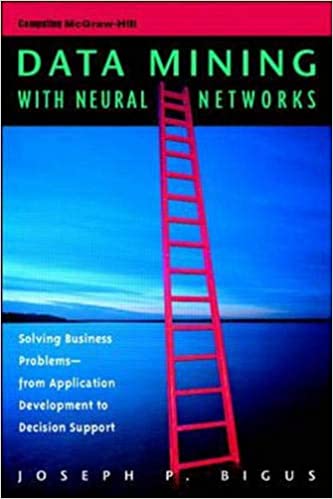 Computing McGraw-Hill
DATA MINING
WITH NEURAL NETWORKS
Solving Business
Problems—
from Application
Development to
Decision Support
JOSEPH P. BIGUS